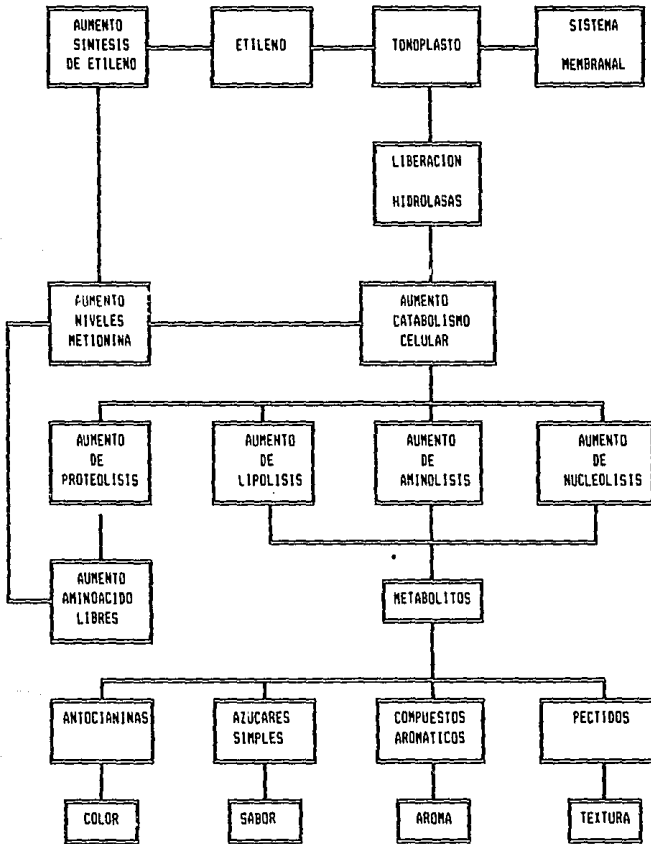 AUMENTO
SINTESIS
DE ETILENO
ETILENO
TONOPLASTO
SISTEMA
MEMBRANAL
LIBERACION
HIDROLASAS
AUMENTO
NIVELES
METIONINA
AUMENTO
CATABOLISMO
CELULAR
AUMENTO
DE
PROTEOLISIS
AUMENTO
DE
LIPOLISIS
AUMENTO
DE
AMINOLISIS
AUMENTO
DE
NUCLEOLISIS
AUMENTO
AMINOACIDO
LIBRES
METABOLITOS
ANTOCIANINAS
AZUCARES
SIMPLES
COMPUESTOS
AROMATICOS
PECTIDOS
COLOR
SABOR
AROMA
TEXTURA